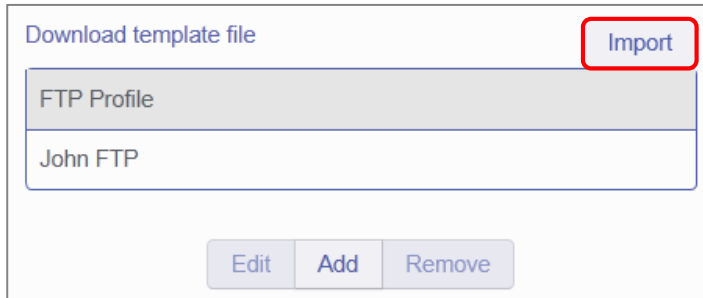 Download template file
Import
FTP Profile
John FTP
Edit
Add
Remove